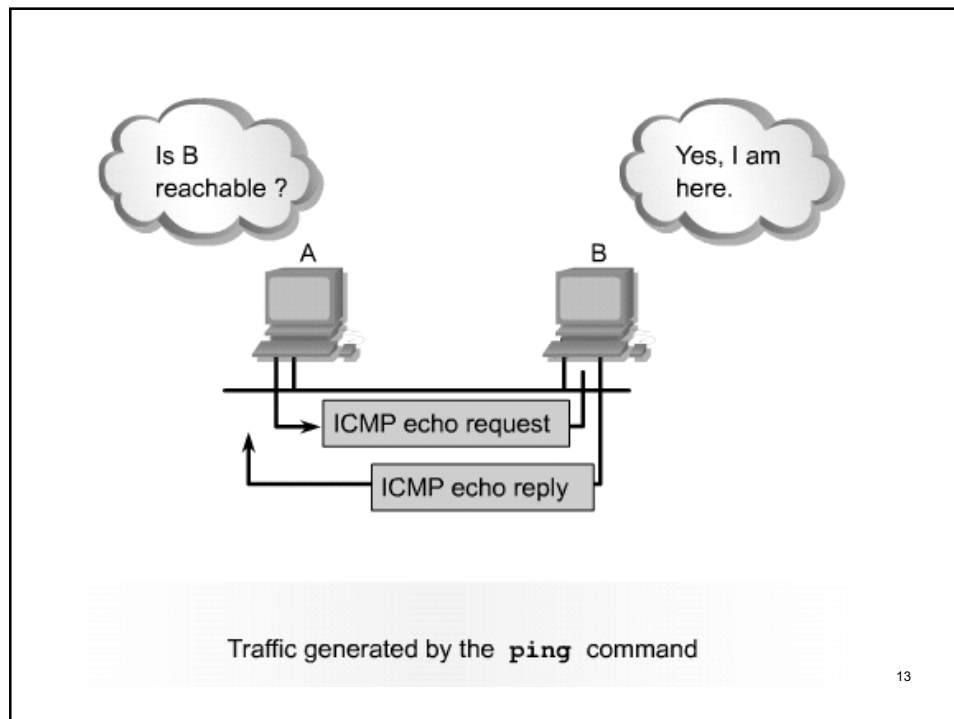 Is B
reachable ?
Yes, I am
here.
A
B
ICMP echo request
ICMP echo reply
Traffic generated by the ping command
13